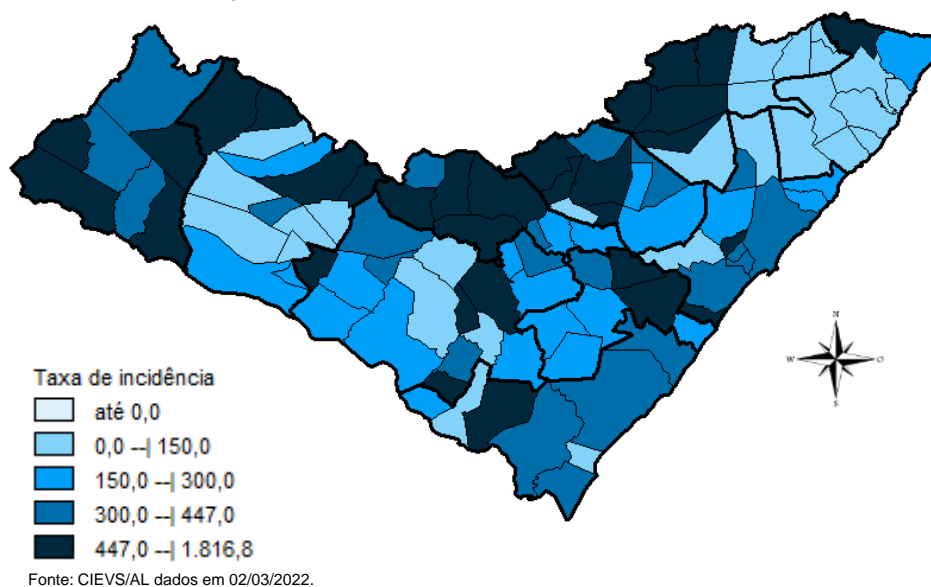 N
W
O
S
Taxa de incidência
até 0,0
0,0 --| 150,0
150,0 --| 300,0
300,0 --| 447,0
447,0 --| 1.816,8
Fonte: CIEVS/AL dados em 02/03/2022.